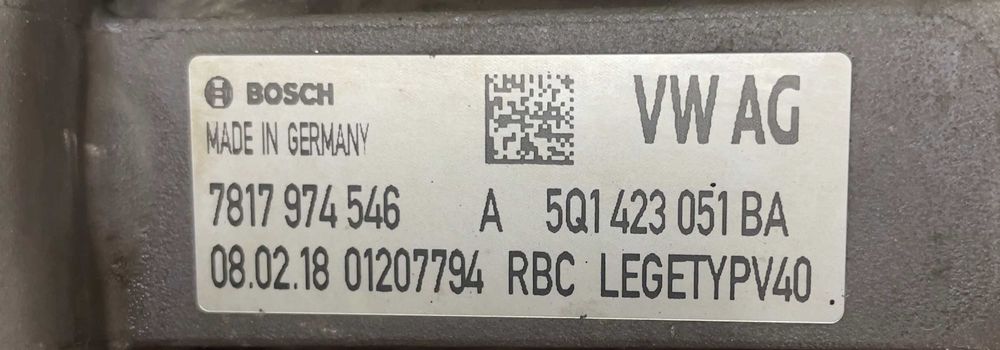 BOSCH
VW AG
MADE IN GERMANY
7817 974 546 A 5Q1 423 051 BA
08.02.18 01207794 RBC LEGETYPV40